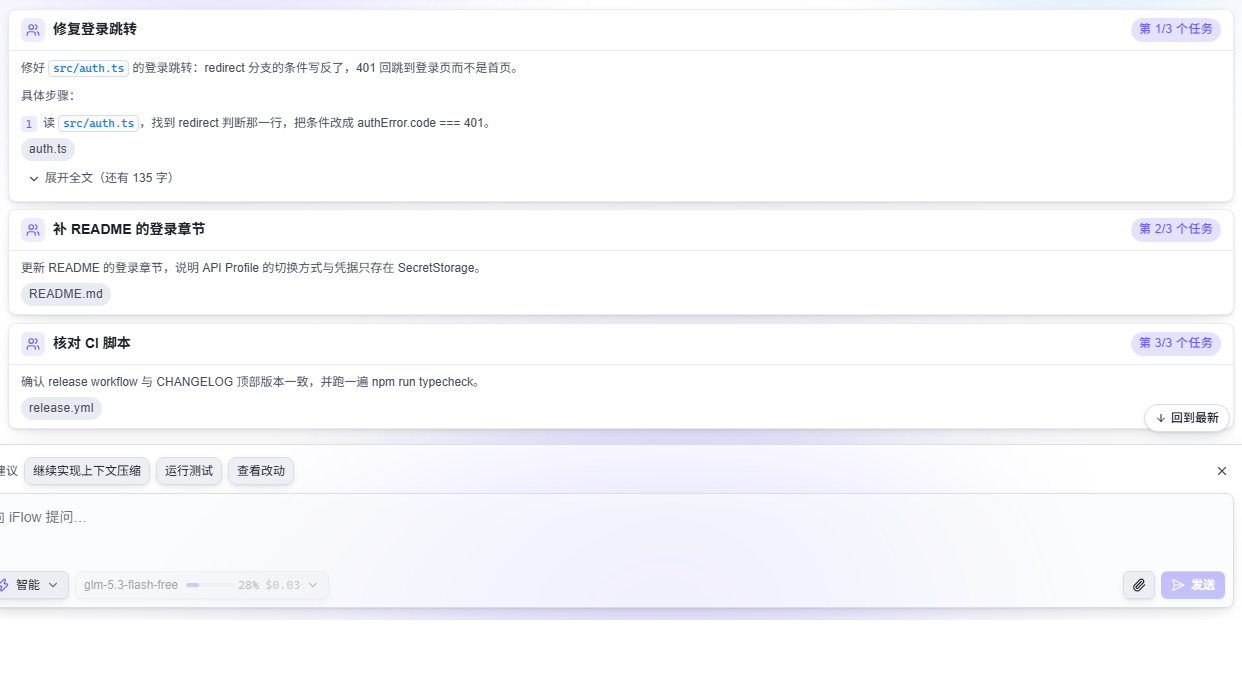 修复登录跳转
第 1/3 个任务
修好 src/auth.ts 的登录跳转：redirect 分支的条件写反了，401 回跳到登录页而不是首页。
具体步骤：
1 读 src/auth.ts，找到 redirect 判断那一行，把条件改成 authError.code === 401。
auth.ts
展开全文（还有 135 字）
补 README 的登录章节
第 2/3 个任务
更新 README 的登录章节，说明 API Profile 的切换方式与凭据只存在 SecretStorage。
README.md
核对 CI 脚本
第 3/3 个任务
确认 release workflow 与 CHANGELOG 顶部版本一致，并跑一遍 npm run typecheck。
release.yml
回到最新
建议 继续实现上下文压缩 运行测试 查看改动
向 iFlow 提问…
智能 glm-5.3-flash-free 28% $0.03 发送